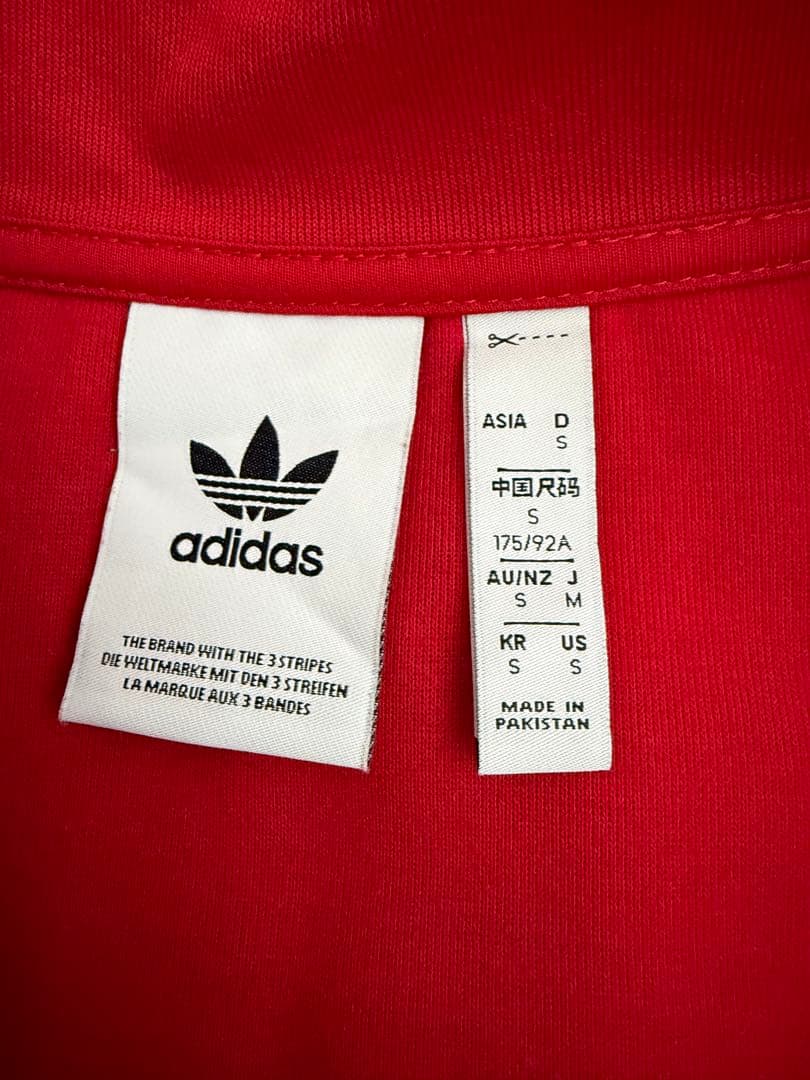 adidas
THE BRAND WITH THE 3 STRIPES
DIE WELTMARKE MIT DEN 3 STREIFEN
LA MARQUE AUX 3 BANDES
ASIA D
S
中国尺码
S
175/92A
AU/NZ J
S M
KR US
S S
MADE IN
PAKISTAN